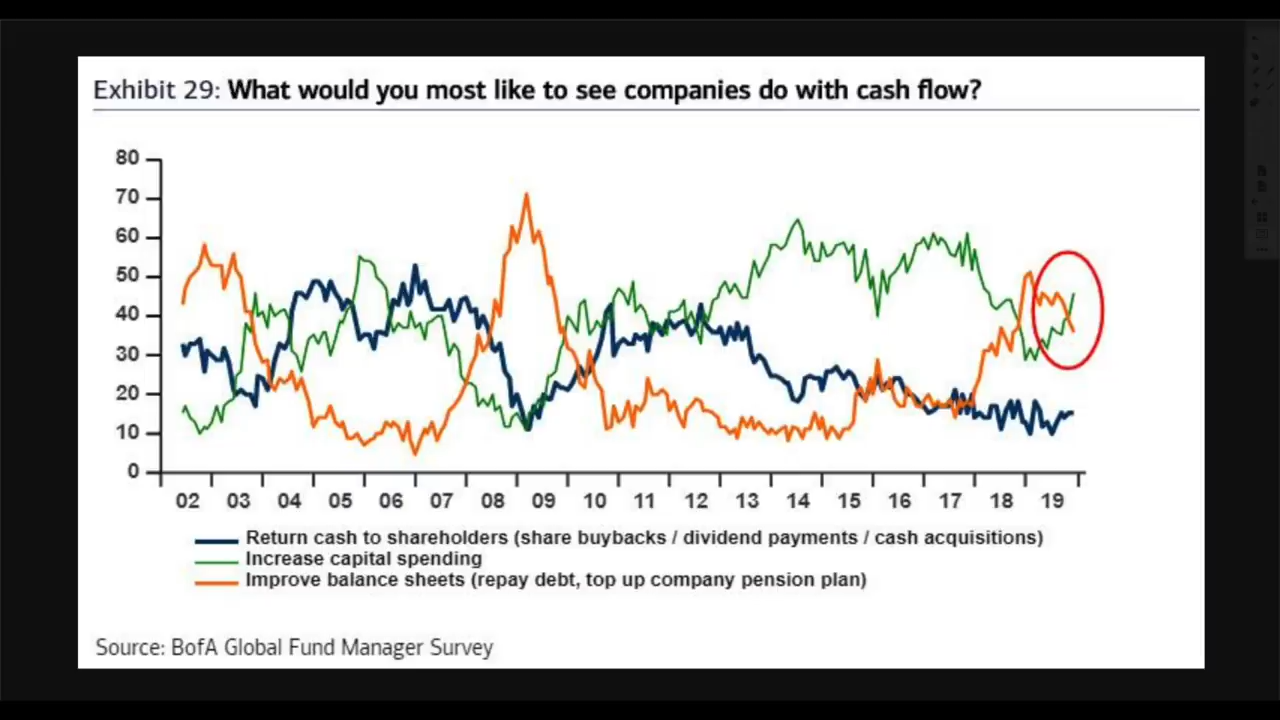 Exhibit 29: What would you most like to see companies do with cash flow?
80
70
60
50
40
30
20
10
0
02 03 04 05 06 07 08 09 10 11 12 13 14 15 16 17 18 19
Return cash to shareholders (share buybacks / dividend payments / cash acquisitions)
Increase capital spending
Improve balance sheets (repay debt, top up company pension plan)
Source: BofA Global Fund Manager Survey